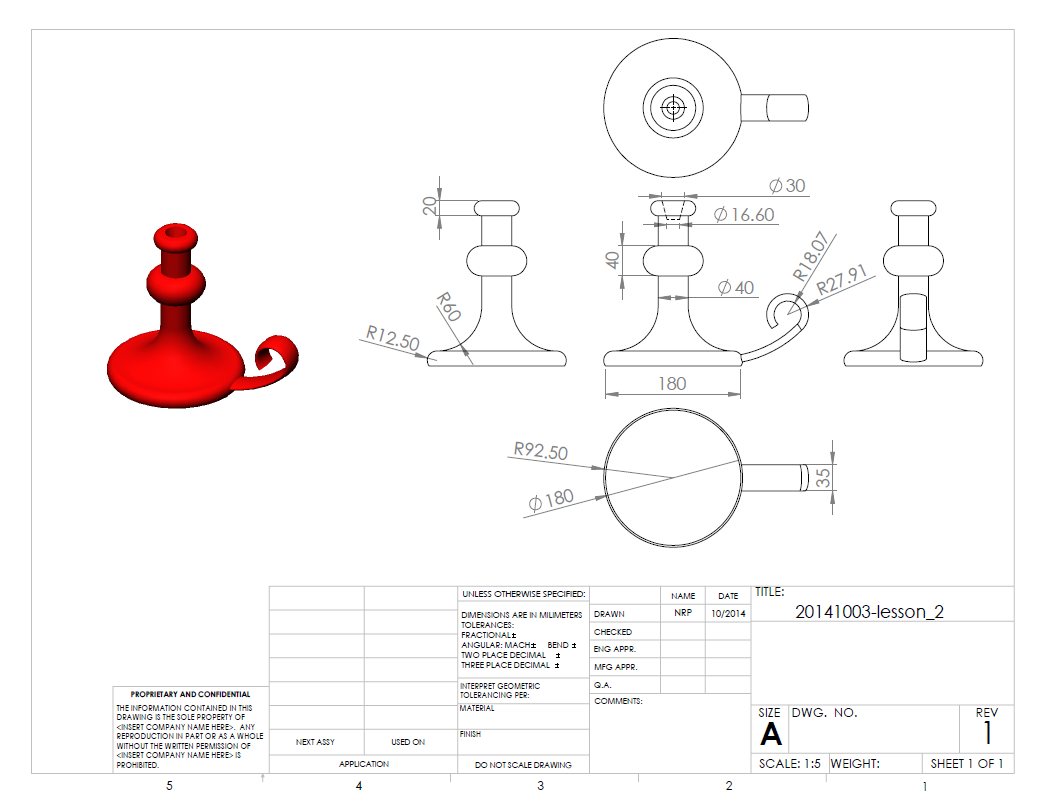 ⌀30
20
⌀16.60
40
R18.07
R27.91
⌀40
R60
R12.50
180
R92.50
⌀180
35
UNLESS OTHERWISE SPECIFIED:
DIMENSIONS ARE IN MILIMETERS
TOLERANCES:
FRACTIONAL±
ANGULAR: MACH± BEND ±
TWO PLACE DECIMAL ±
THREE PLACE DECIMAL ±
INTERPRET GEOMETRIC
TOLERANCING PER:
MATERIAL
FINISH
DO NOT SCALE DRAWING
NAME DATE
DRAWN NRP 10/2014
CHECKED
ENG APPR.
MFG APPR.
Q.A.
COMMENTS:
TITLE:
20141003-lesson_2
SIZE DWG. NO. REV
A 1
SCALE: 1:5 WEIGHT: SHEET 1 OF 1
PROPRIETARY AND CONFIDENTIAL
THE INFORMATION CONTAINED IN THIS
DRAWING IS THE SOLE PROPERTY OF
<INSERT COMPANY NAME HERE>. ANY
REPRODUCTION IN PART OR AS A WHOLE
WITHOUT THE WRITTEN PERMISSION OF
<INSERT COMPANY NAME HERE> IS
PROHIBITED.
NEXT ASSY USED ON
APPLICATION
5 4 3 2 1